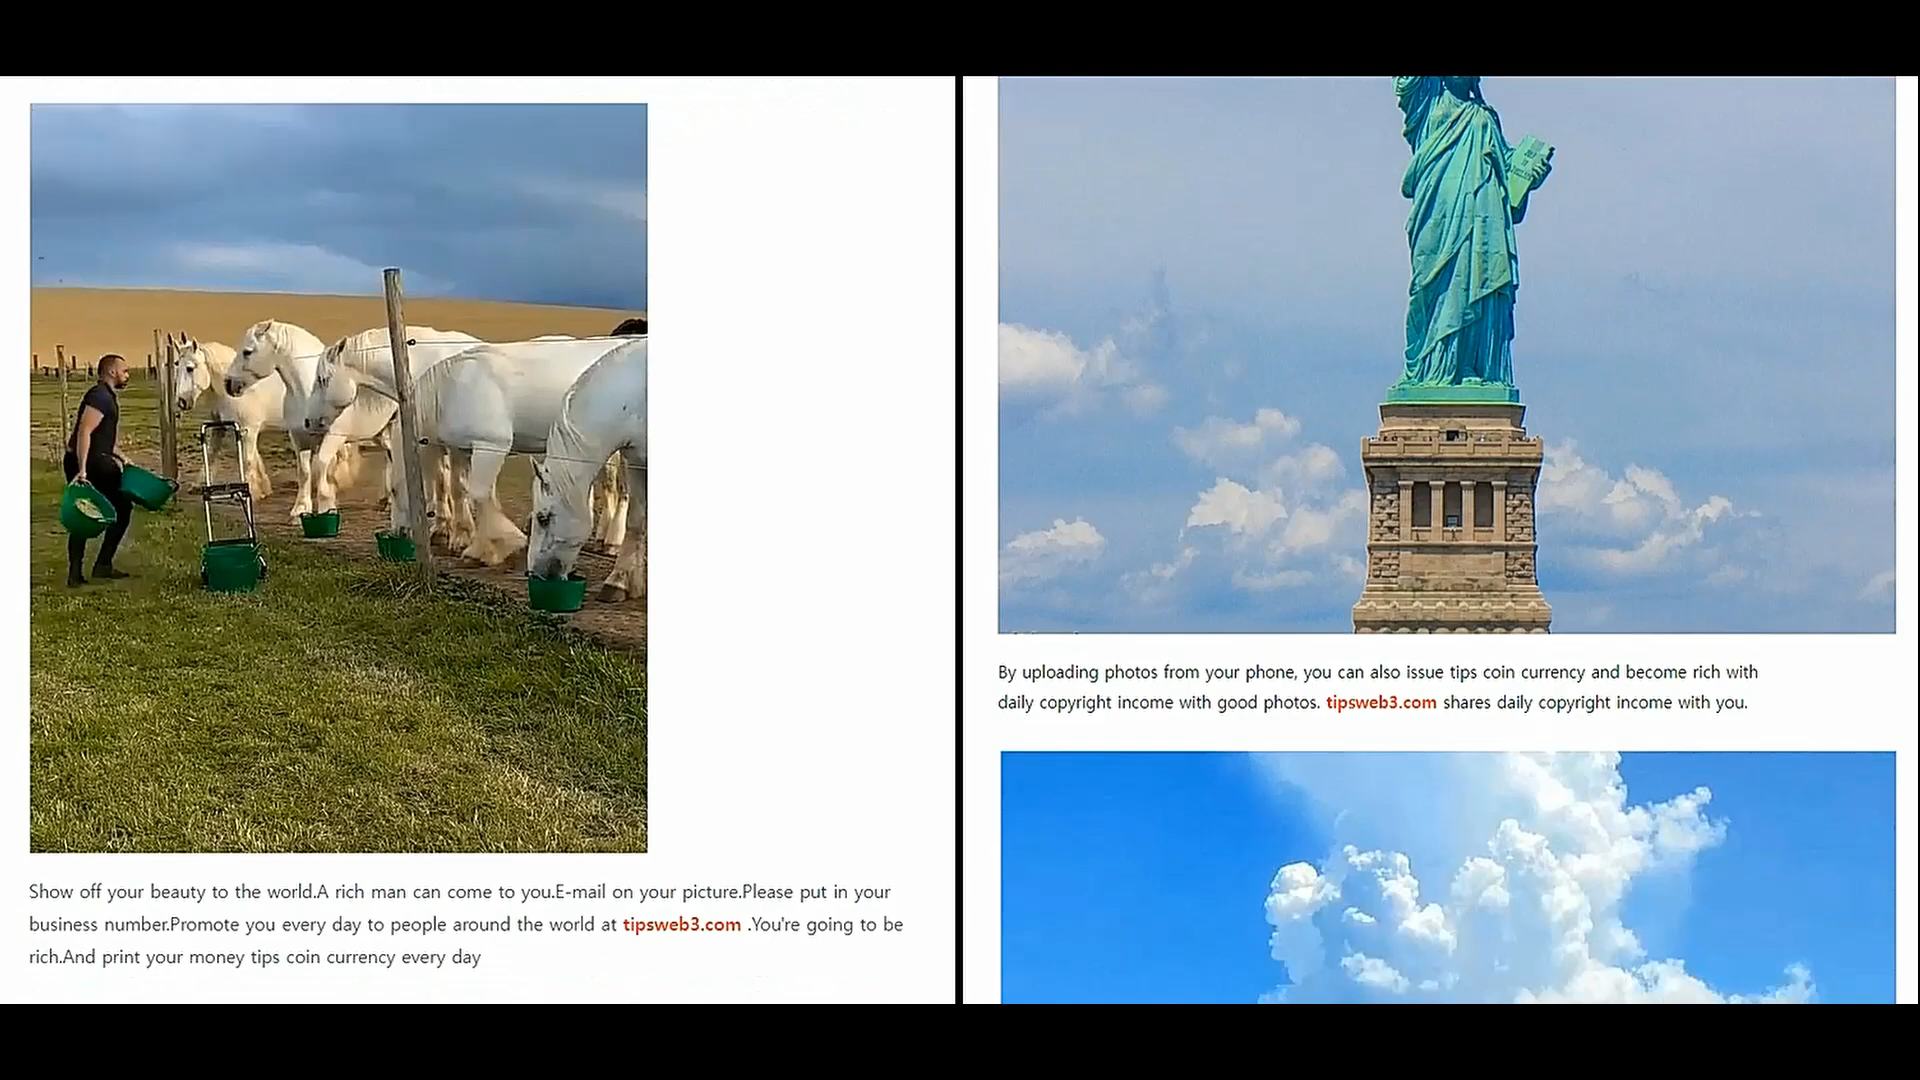 Show off your beauty to the world.A rich man can come to you.E-mail on your picture.Please put in your
business number.Promote you every day to people around the world at tipsweb3.com .You're going to be
rich.And print your money tips coin currency every day
By uploading photos from your phone, you can also issue tips coin currency and become rich with
daily copyright income with good photos. tipsweb3.com shares daily copyright income with you.